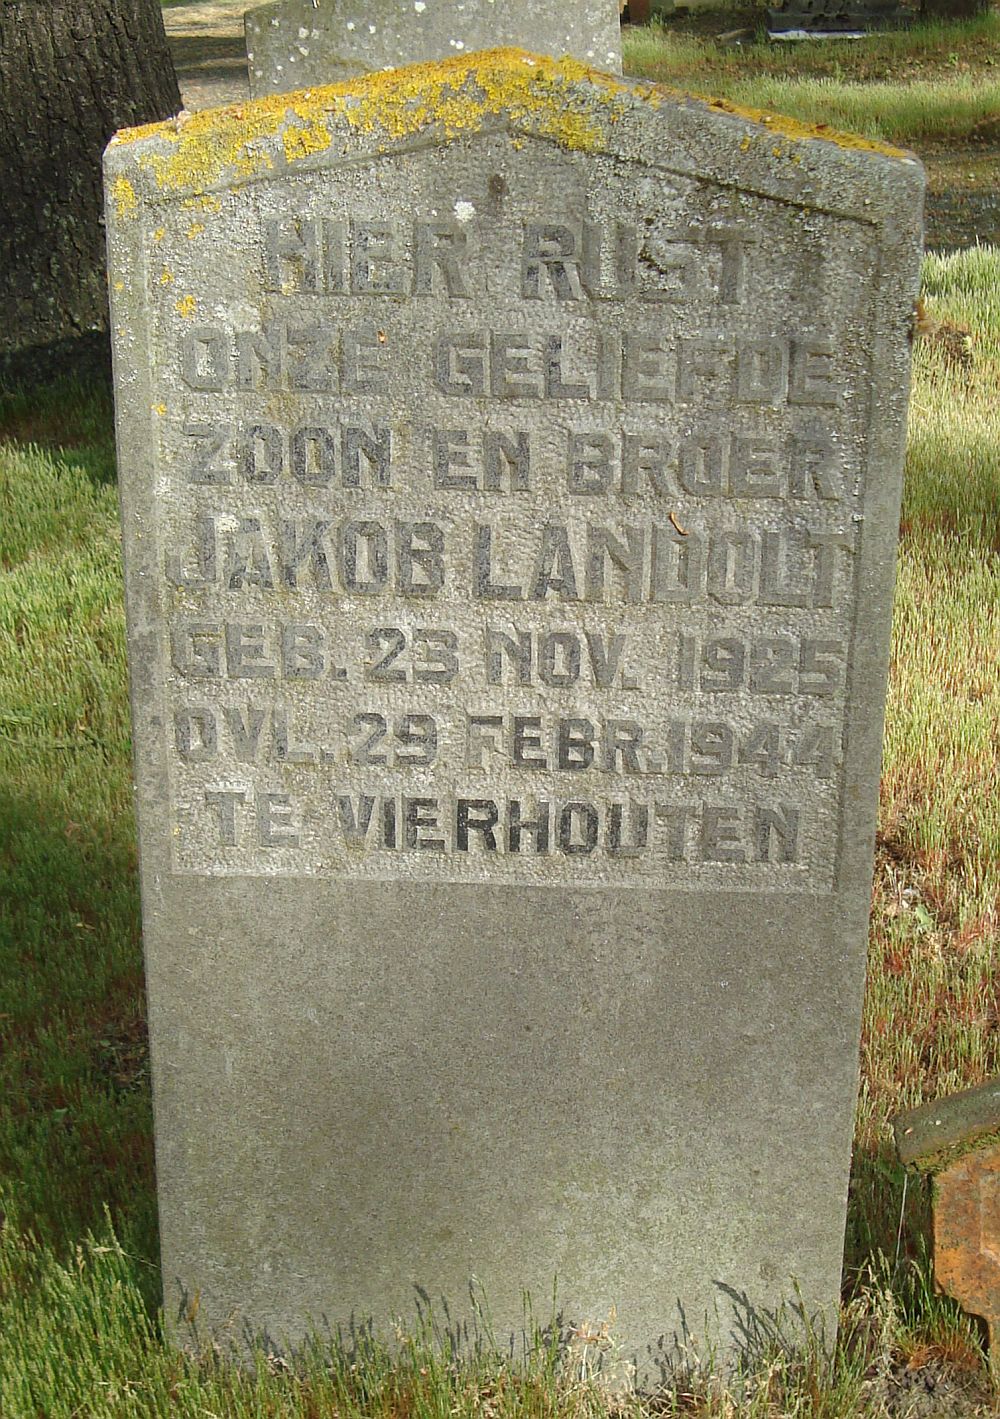 HIER RUST
ONZE GELIEFDE
ZOON EN BROER
JAKOB LANDOLT
GEB. 23 NOV. 1925
OVL. 29 FEBR. 1944
TE VIERHOUTEN